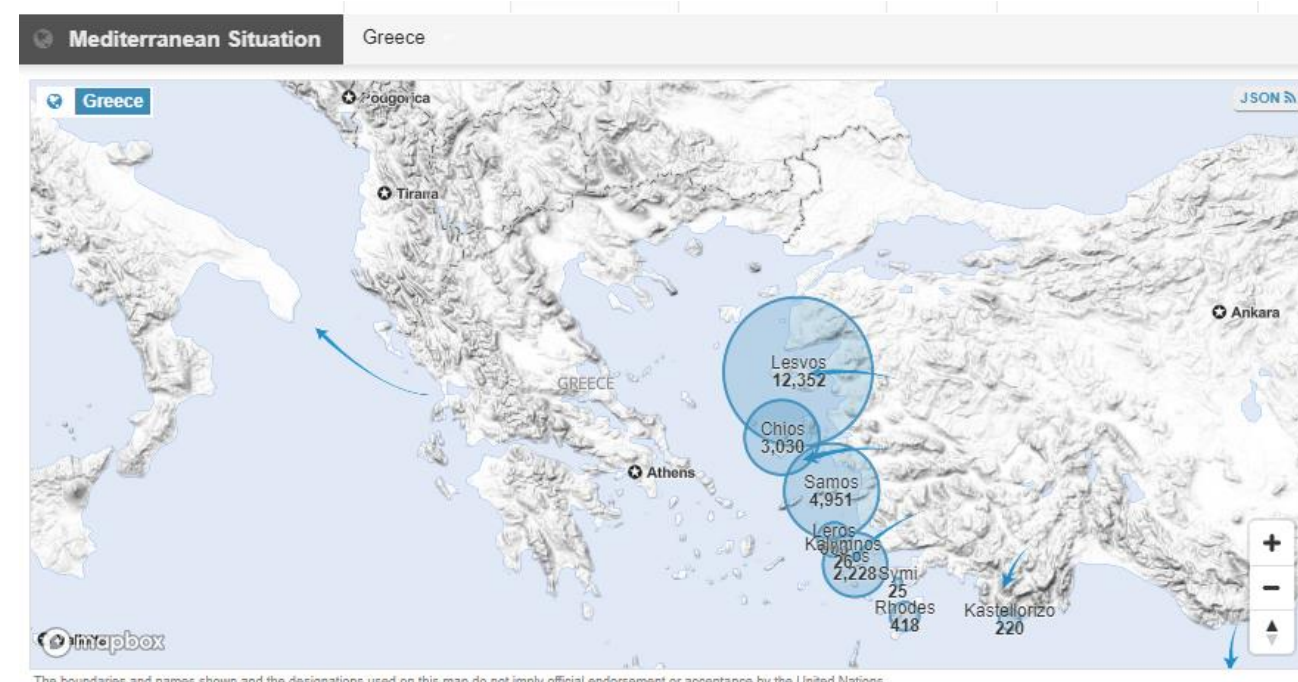 Mediterranean Situation
Greece
Greece
JSON
Podgorica
Tirana
Ankara
Lesvos
12,352
GREECE
Chios
3,030
Athens
Samos
4,951
Leros
Kalymnos
26
2,228
Symi
25
Rhodes
418
Kastellorizo
220
mapbox
The boundaries and names shown and the designations used on this map do not imply official endorsement or acceptance by the United Nations